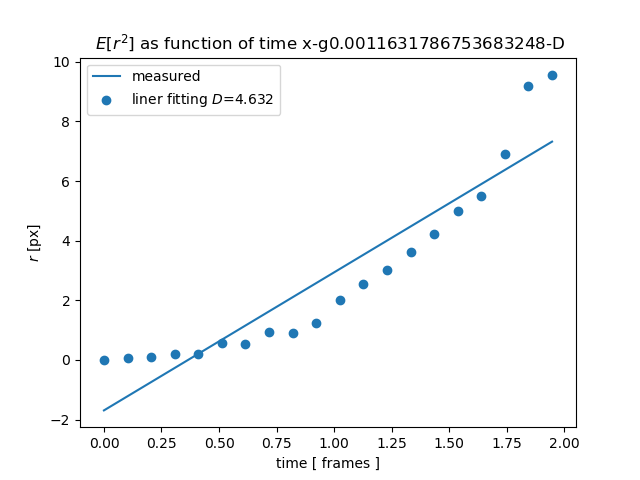 E[r²] as function of time x-g0.0011631786753683248-D
measured
liner fitting D=4.632
10
8
6
4
2
0
−2
r [px]
0.00 0.25 0.50 0.75 1.00 1.25 1.50 1.75 2.00
time [ frames ]